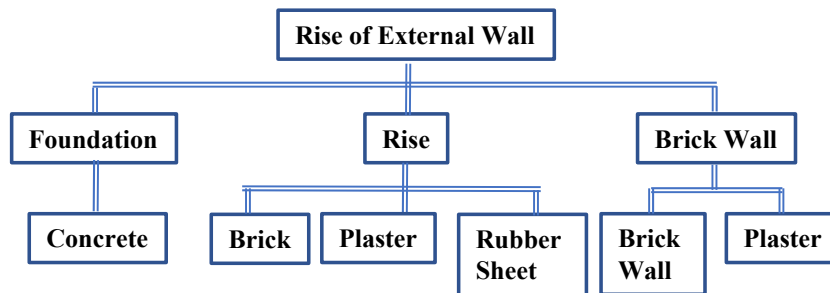 Rise of External Wall
Foundation
Rise
Brick Wall
Concrete
Brick
Plaster
Rubber
Sheet
Brick
Wall
Plaster